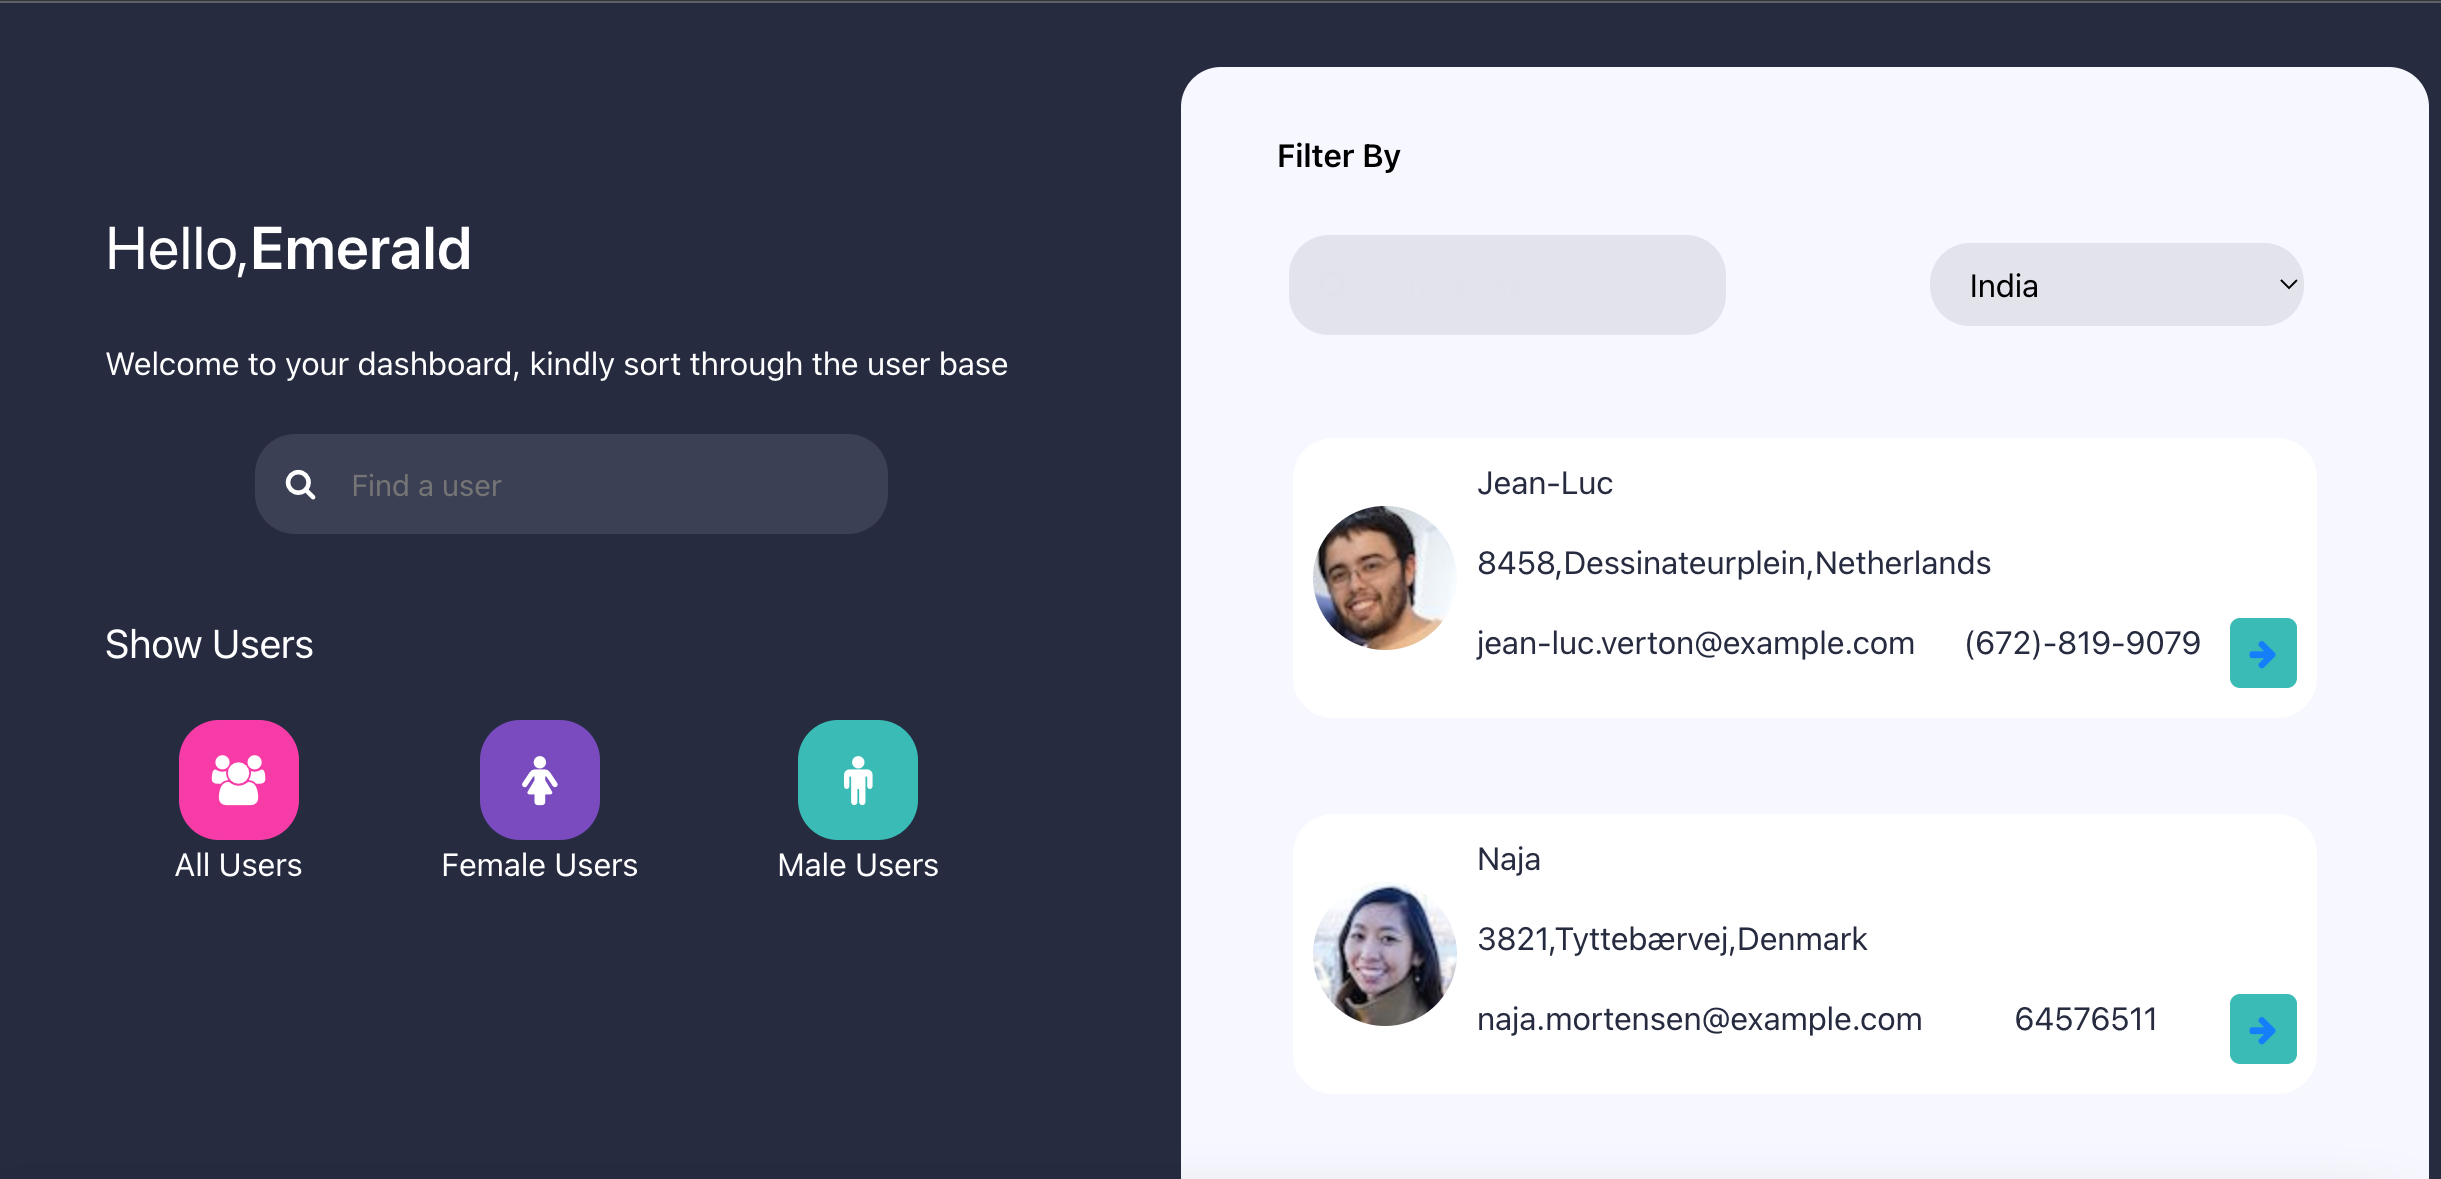 Hello,Emerald
Welcome to your dashboard, kindly sort through the user base
Find a user
Show Users
All Users
Female Users
Male Users
Filter By
India
Jean-Luc
8458,Dessinateurplein,Netherlands
jean-luc.verton@example.com (672)-819-9079
Naja
3821,Tyttebærvej,Denmark
naja.mortensen@example.com 64576511